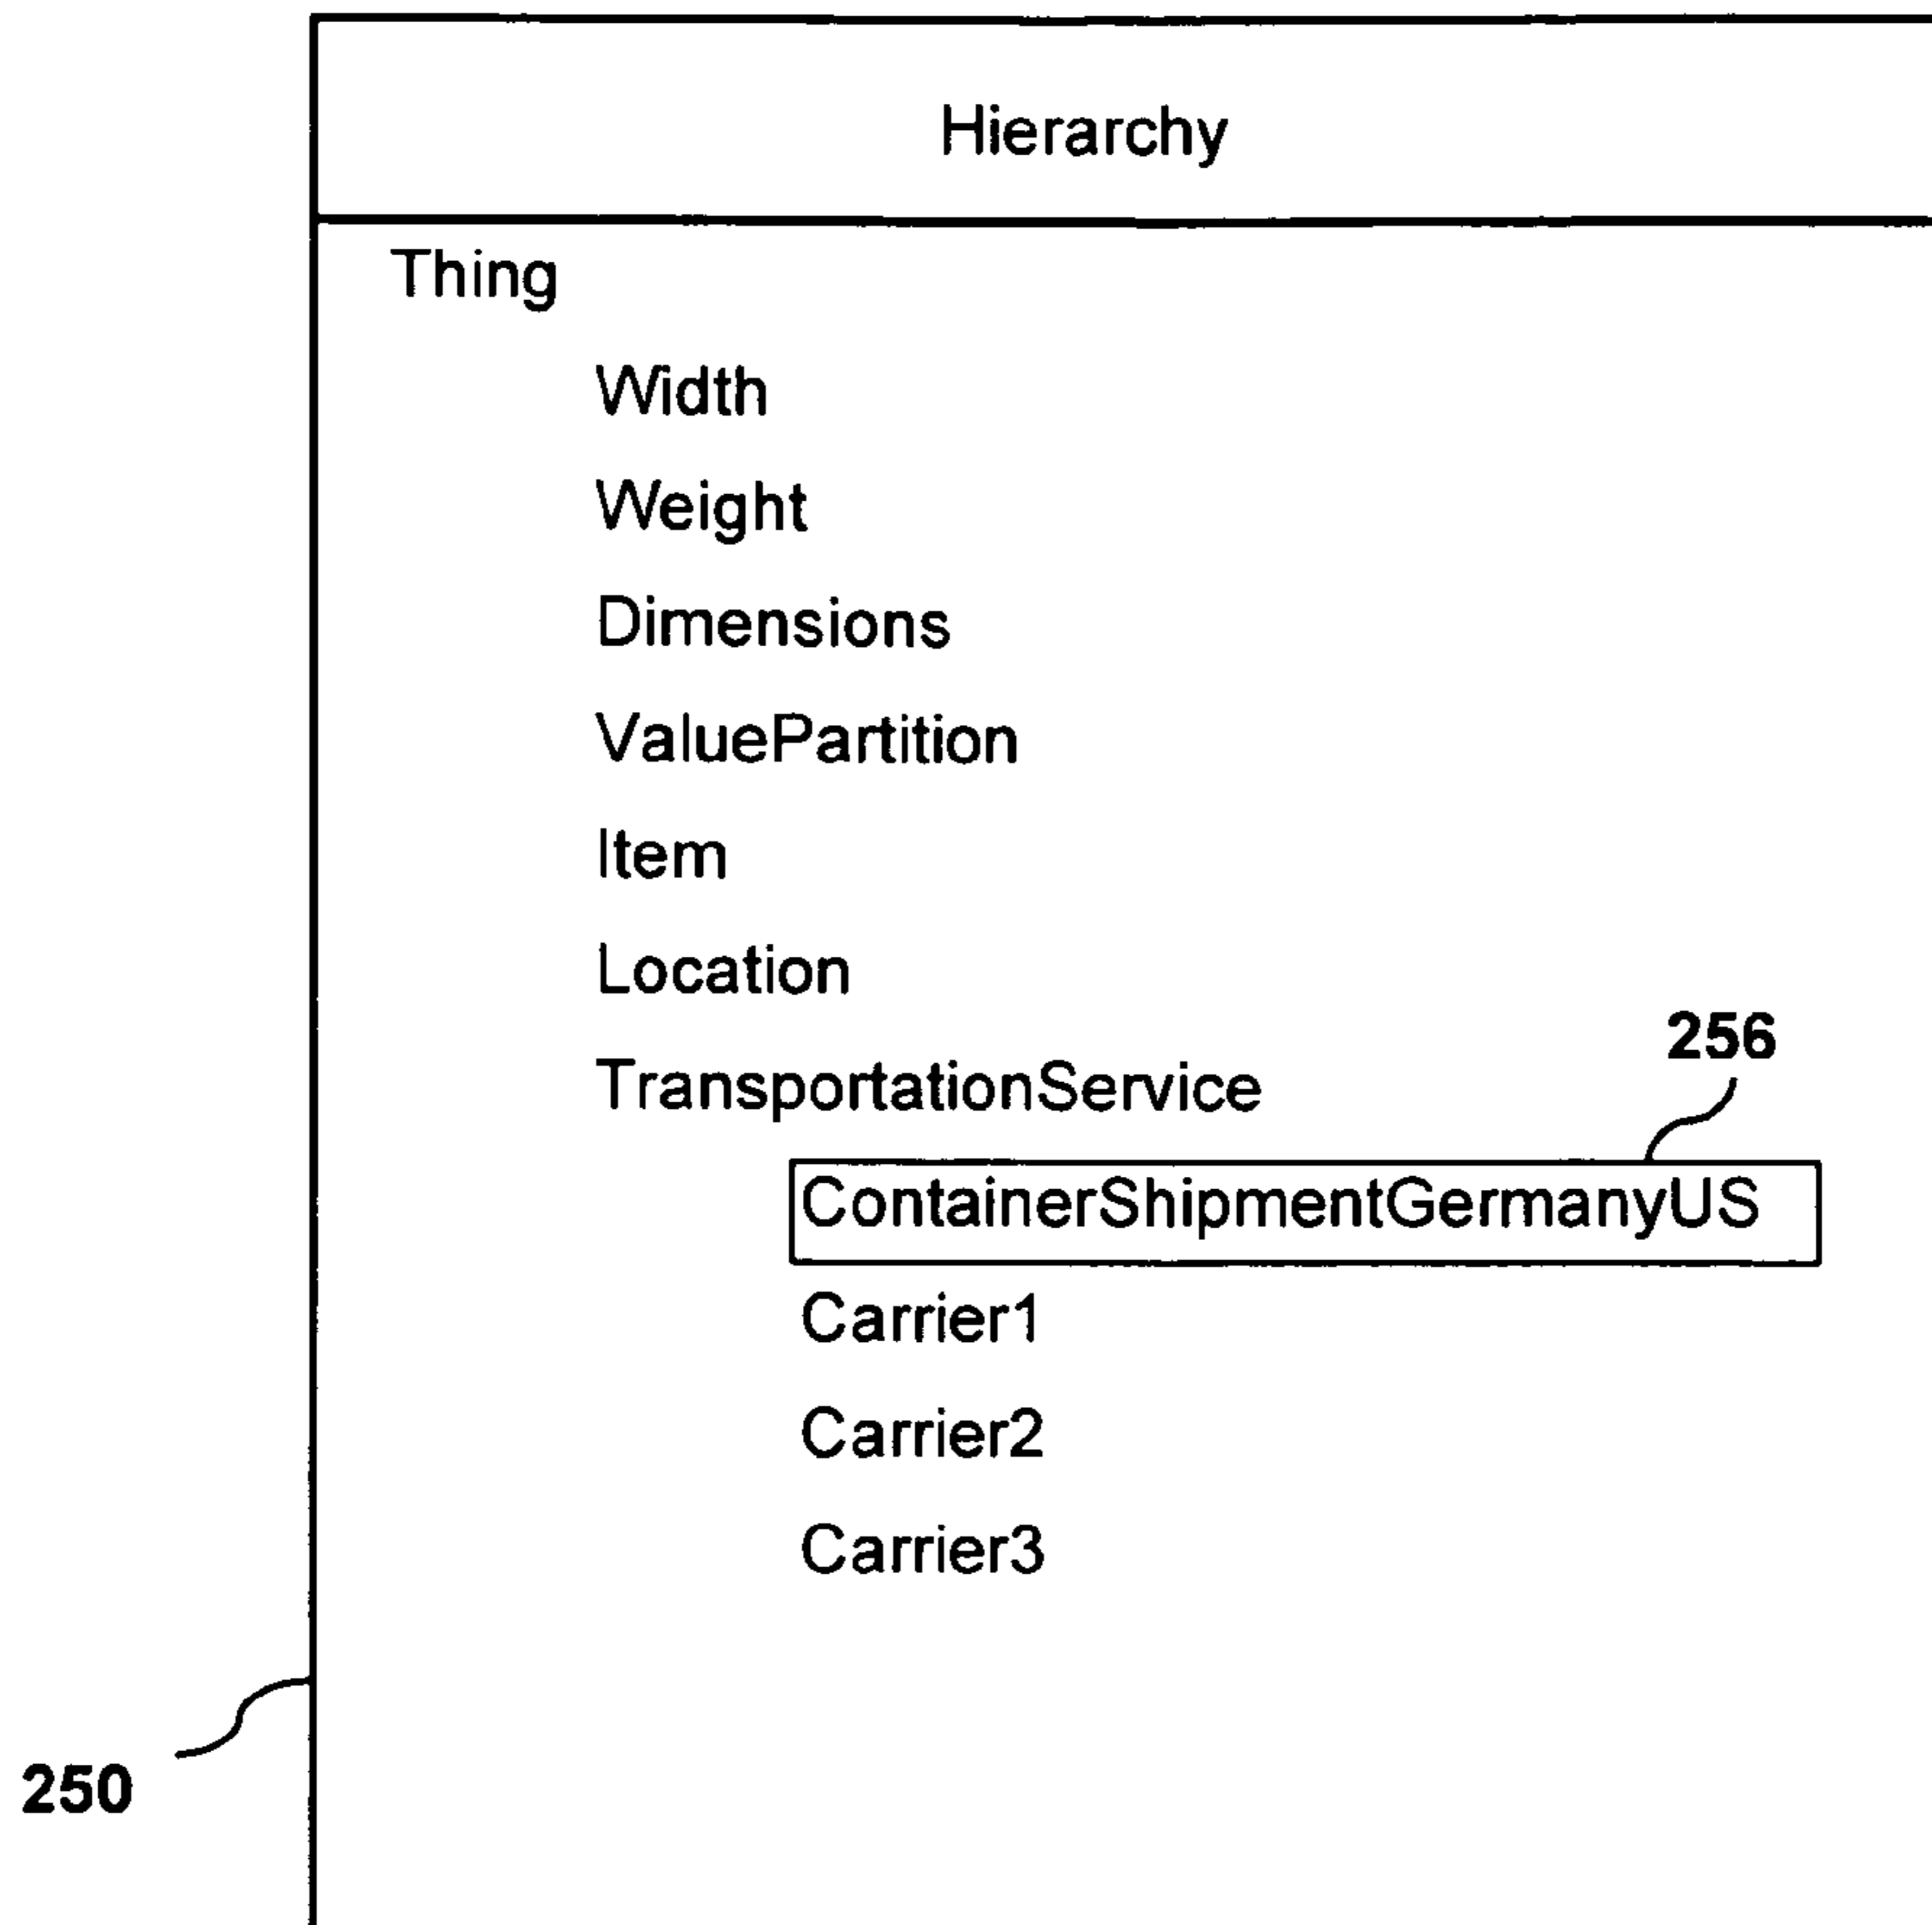 Hierarchy
Thing
Width
Weight
Dimensions
ValuePartition
Item
Location
256
TransportationService
ContainerShipmentGermanyUS
Carrier1
Carrier2
Carrier3
250